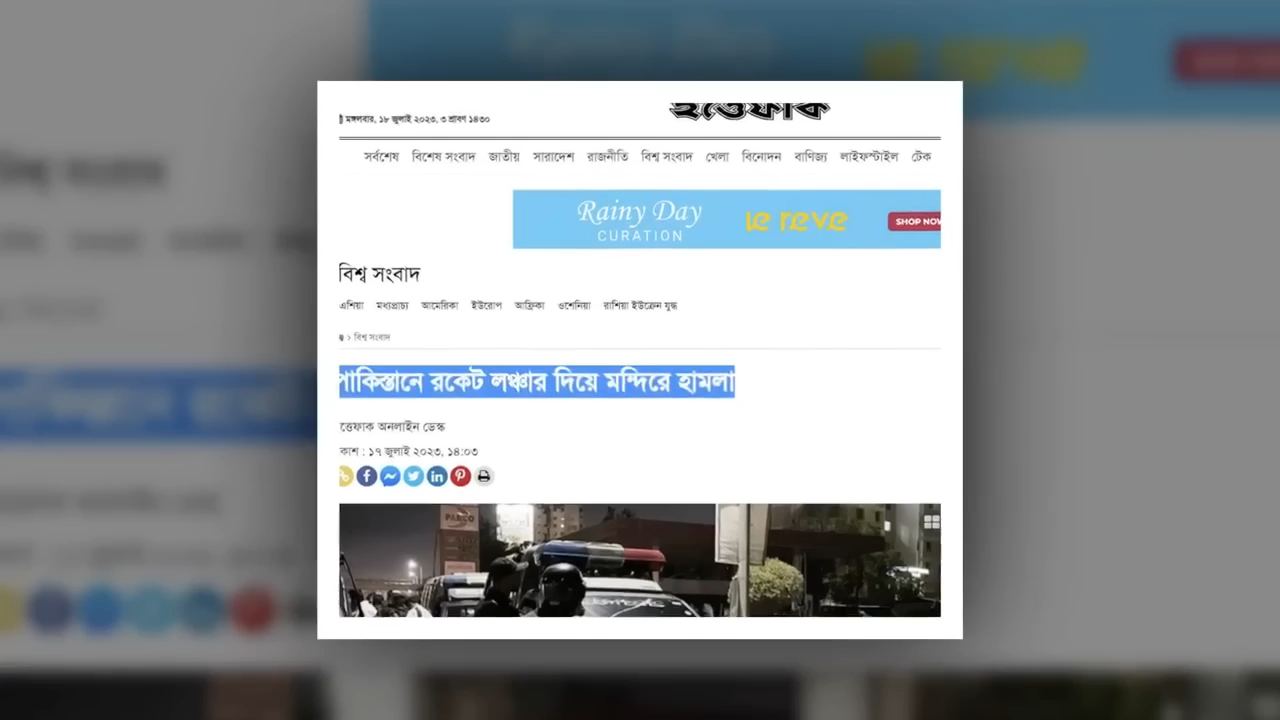 ইত্তেফাক
মঙ্গলবার, ১৮ জুলাই ২০২৩, ৩ শ্রাবণ ১৪৩০
সর্বশেষ বিশেষ সংবাদ জাতীয় সারাদেশ রাজনীতি বিশ্ব সংবাদ খেলা বিনোদন বাণিজ্য লাইফস্টাইল টেক
Rainy Day
CURATION
le reve
SHOP NOW
বিশ্ব সংবাদ
এশিয়া মধ্যপ্রাচ্য আমেরিকা ইউরোপ আফ্রিকা ওশেনিয়া রাশিয়া ইউক্রেন যুদ্ধ
> বিশ্ব সংবাদ
পাকিস্তানে রকেট লঞ্চার দিয়ে মন্দিরে হামলা
ত্তেফাক অনলাইন ডেস্ক
কাশ : ১৭ জুলাই ২০২৩, ১৪:০৩
PARCO